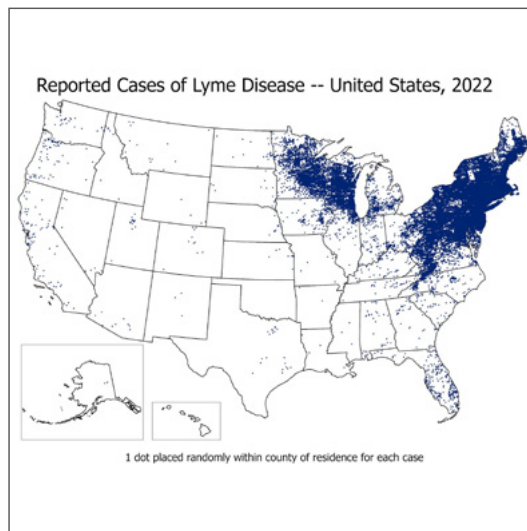 Reported Cases of Lyme Disease -- United States, 2022
1 dot placed randomly within county of residence for each case